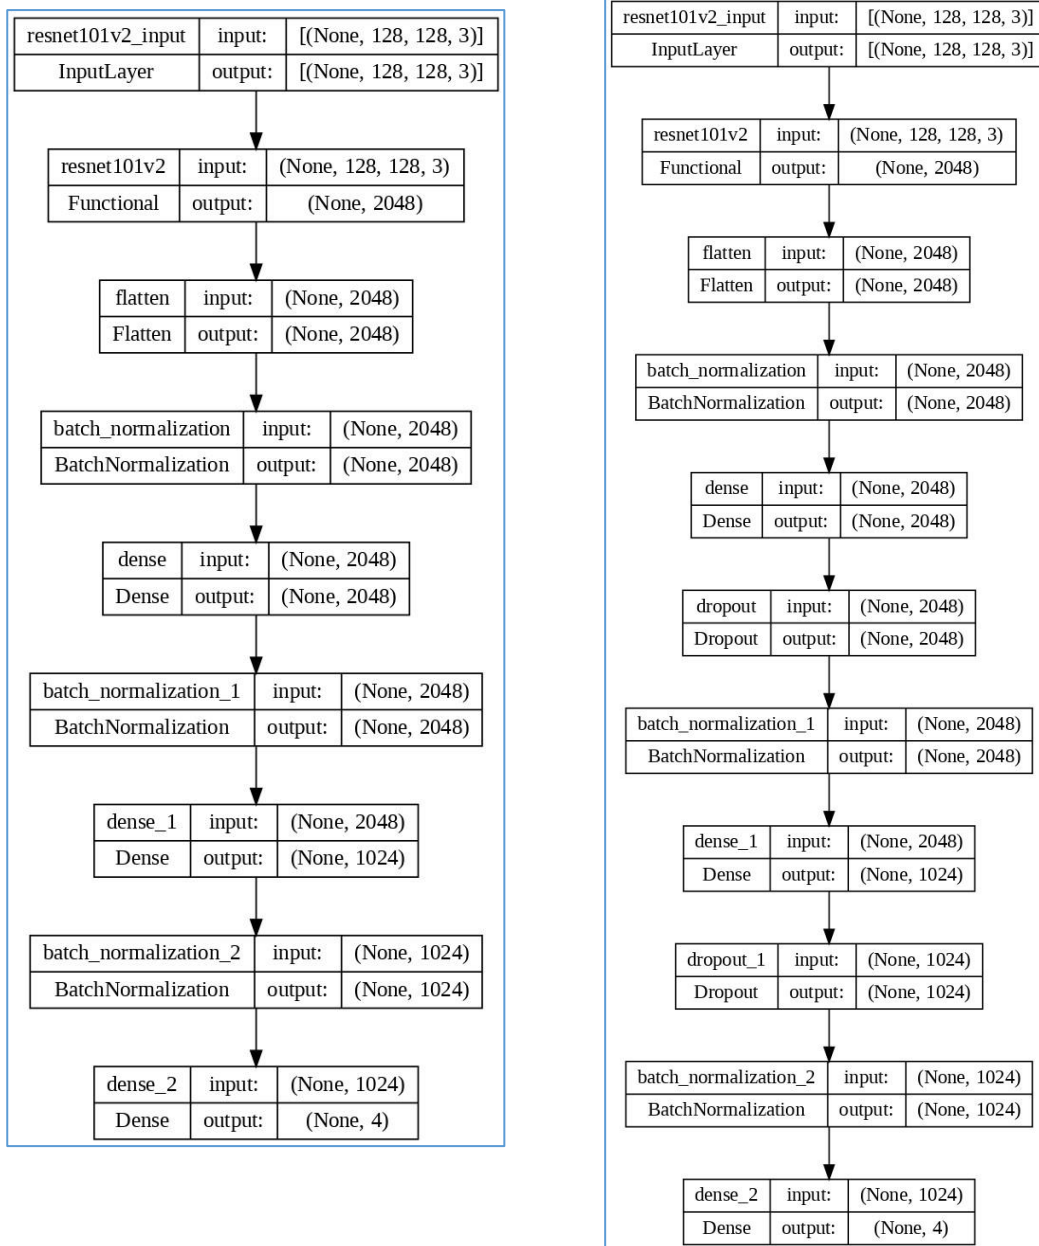 resnet101v2_input input: [(None, 128, 128, 3)]
InputLayer output: [(None, 128, 128, 3)]
resnet101v2 input: (None, 128, 128, 3)
Functional output: (None, 2048)
flatten input: (None, 2048)
Flatten output: (None, 2048)
batch_normalization input: (None, 2048)
BatchNormalization output: (None, 2048)
dense input: (None, 2048)
Dense output: (None, 2048)
batch_normalization_1 input: (None, 2048)
BatchNormalization output: (None, 2048)
dense_1 input: (None, 2048)
Dense output: (None, 1024)
batch_normalization_2 input: (None, 1024)
BatchNormalization output: (None, 1024)
dense_2 input: (None, 1024)
Dense output: (None, 4)
resnet101v2_input input: [(None, 128, 128, 3)]
InputLayer output: [(None, 128, 128, 3)]
resnet101v2 input: (None, 128, 128, 3)
Functional output: (None, 2048)
flatten input: (None, 2048)
Flatten output: (None, 2048)
batch_normalization input: (None, 2048)
BatchNormalization output: (None, 2048)
dense input: (None, 2048)
Dense output: (None, 2048)
dropout input: (None, 2048)
Dropout output: (None, 2048)
batch_normalization_1 input: (None, 2048)
BatchNormalization output: (None, 2048)
dense_1 input: (None, 2048)
Dense output: (None, 1024)
dropout_1 input: (None, 1024)
Dropout output: (None, 1024)
batch_normalization_2 input: (None, 1024)
BatchNormalization output: (None, 1024)
dense_2 input: (None, 1024)
Dense output: (None, 4)